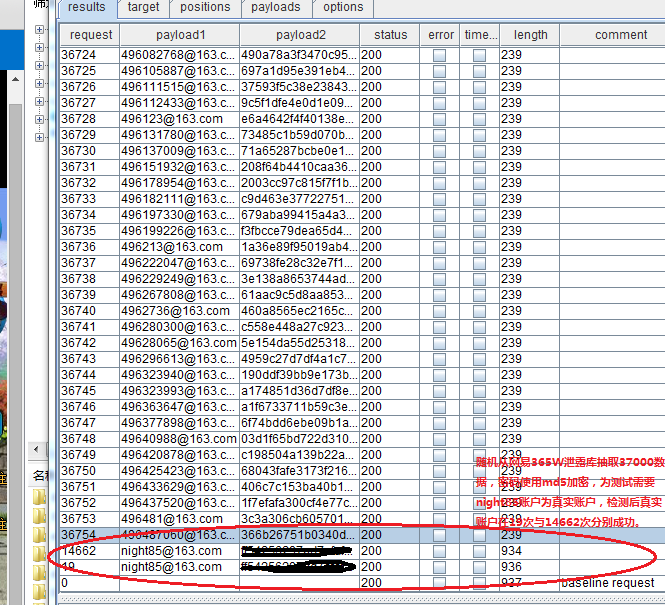 results target positions payloads options
request payload1 payload2 status error time... length comment
36724 496082768@163.c... 490a78a3f3470c95... 200 239
36725 496105887@163.c... 697a1d95e391eb4... 200 239
36726 496111515@163.c... 37593f5c38e23843... 200 239
36727 496112433@163.c... 9c5f1dfe4e0d1e09... 200 239
36728 496123@163.com e6a4642f4f40138e... 200 239
36729 496131780@163.c... 73485c1b59d070b... 200 239
36730 496137009@163.c... 71a65287bcbe0e1... 200 239
36731 496151932@163.c... 208f64b4410caa36... 200 239
36732 496178954@163.c... 2003cc97c815f7f1b... 200 239
36733 496182111@163.c... c9d463e37722751... 200 239
36734 496197330@163.c... 679aba99415a4a3... 200 239
36735 496199226@163.c... f3fbcce79dea65d4... 200 239
36736 496213@163.com 1a36e89f95019ab4... 200 239
36737 496222047@163.c... 69738fe28c32e7f1... 200 239
36738 496229249@163.c... 3e138a8653744ad... 200 239
36739 496267808@163.c... 61aac9c5d8aa853... 200 239
36740 4962736@163.com 460a8565ec2165c... 200 239
36741 496280300@163.c... c558e448a27c923... 200 239
36742 49628065@163.com 5e154da55d25318... 200 239
36743 496296613@163.c... 4959c27d7df4a1c7... 200 239
36744 496323940@163.c... 190ddf39bb9e173b... 200 239
36745 496323993@163.c... a174851d36d7df8e... 200 239
36746 496363647@163.c... a1f6733711b59c3e... 200 239
36747 496377898@163.c... 6f74bdd6ebe09b1a... 200 239
36748 49640988@163.com 03d1f65bd722d310... 200 239
36749 496420878@163.c... c198504a139b22a... 200 239
36750 496425423@163.c... 68043fafe3173f216... 200 239
36751 496433629@163.c... 406c7c153ba40b1... 200 239
36752 496437520@163.c... 1f7efafa300cf4e77c... 200 239
36753 496481@163.com 3c3a306cb605701... 200 239
36754 496487060@163.c... 366b26751b0340d... 200 239
14662 night85@163.com 200 934
19 night85@163.com 200 936
0 200 937 baseline request
随机从网易365W泄露库抽取37000数
据，密码使用md5加密，为测试需要
night85账户为真实账户，检测后真实
账户在19次与14662次分别成功。
名称